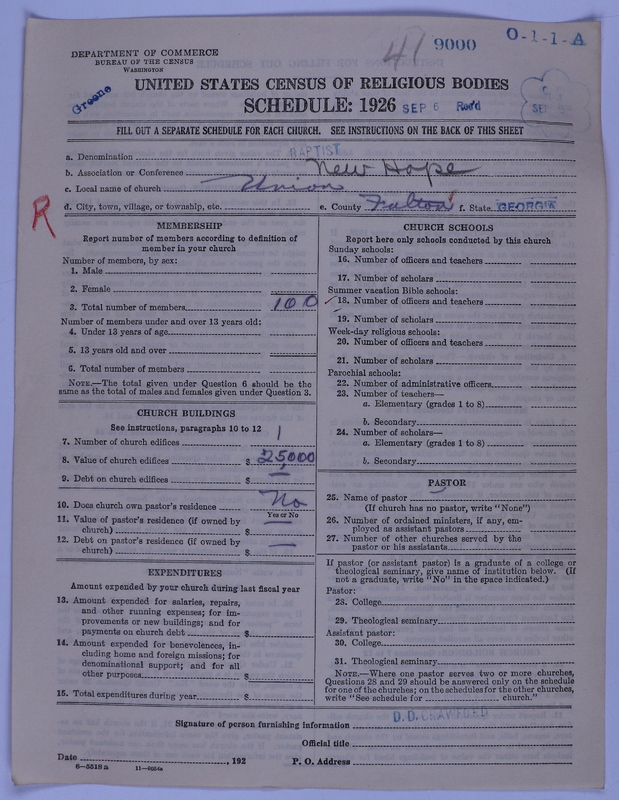 DEPARTMENT OF COMMERCE
BUREAU OF THE CENSUS
WASHINGTON
41 9000 O-1-1-A
Greene
UNITED STATES CENSUS OF RELIGIOUS BODIES
SCHEDULE: 1926 SEP 6 Rec'd
FILL OUT A SEPARATE SCHEDULE FOR EACH CHURCH. SEE INSTRUCTIONS ON THE BACK OF THIS SHEET
a. Denomination BAPTIST
b. Association or Conference New Hope
c. Local name of church Union
d. City, town, village, or township, etc. e. County Fulton f. State GEORGIA
R
MEMBERSHIP
Report number of members according to definition of
member in your church
Number of members, by sex:
1. Male
2. Female
3. Total number of members 100
Number of members under and over 13 years old:
4. Under 13 years of age
5. 13 years old and over
6. Total number of members
NOTE.—The total given under Question 6 should be the
same as the total of males and females given under Question 3.
CHURCH BUILDINGS
See instructions, paragraphs 10 to 12
7. Number of church edifices 1
8. Value of church edifices $ 25000
9. Debt on church edifices $ —
10. Does church own pastor's residence No
Yes or No
11. Value of pastor's residence (if owned by
church) $ —
12. Debt on pastor's residence (if owned by
church) $ —
EXPENDITURES
Amount expended by your church during last fiscal year
13. Amount expended for salaries, repairs,
and other running expenses; for im-
provements or new buildings; and for
payments on church debt $
14. Amount expended for benevolences, in-
cluding home and foreign missions; for
denominational support; and for all
other purposes $
15. Total expenditures during year $
CHURCH SCHOOLS
Report here only schools conducted by this church
Sunday schools:
16. Number of officers and teachers
17. Number of scholars
Summer vacation Bible schools:
18. Number of officers and teachers
19. Number of scholars
Week-day religious schools:
20. Number of officers and teachers
21. Number of scholars
Parochial schools:
22. Number of administrative officers
23. Number of teachers—
a. Elementary (grades 1 to 8)
b. Secondary
24. Number of scholars—
a. Elementary (grades 1 to 8)
b. Secondary
PASTOR
25. Name of pastor
(If church has no pastor, write "None")
26. Number of ordained ministers, if any, em-
ployed as assistant pastors
27. Number of other churches served by the
pastor or his assistants
If pastor (or assistant pastor) is a graduate of a college or
theological seminary, give name of institution below. (If
not a graduate, write "No" in the space indicated.)
Pastor:
28. College
29. Theological seminary
Assistant pastor:
30. College
31. Theological seminary
NOTE.—Where one pastor serves two or more churches,
Questions 28 and 29 should be answered only on the schedule
for one of the churches; on the schedules for the other churches,
write "See schedule for church."
Signature of person furnishing information D. D. CRAWFORD
Official title
Date , 192 P. O. Address
6—5518a 11—8054a